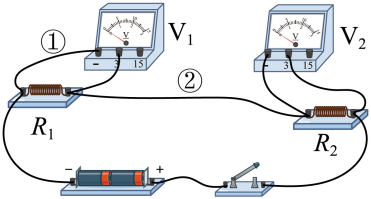 ①
V
V₁
V
V₂
- 3 15
②
- 3 15
R₁
R₂
- +